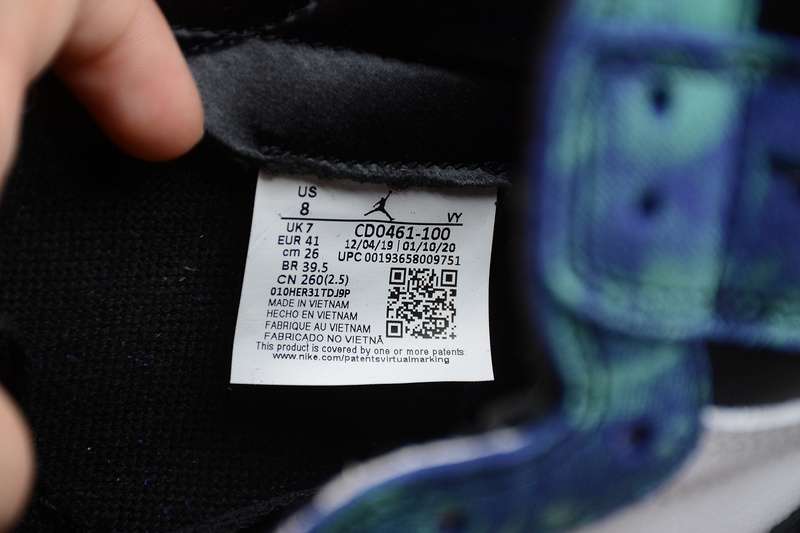 US
8
VY
UK 7
CD0461-100
EUR 41
12/04/19 | 01/10/20
cm 26
UPC 00193658009751
BR 39.5
CN 260(2.5)
010HER31TDJ9P
MADE IN VIETNAM
HECHO EN VIETNAM
FABRIQUE AU VIETNAM
FABRICADO NO VIETNÃ
This product is covered by one or more patents
www.nike.com/patentsvirtualmarking